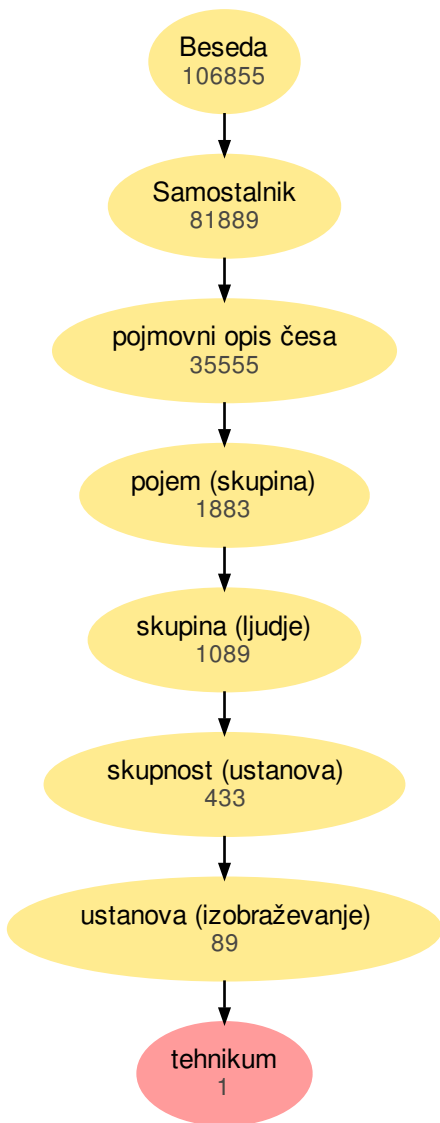 Beseda
106855
Samostalnik
81889
pojmovni opis česa
35555
pojem (skupina)
1883
skupina (ljudje)
1089
skupnost (ustanova)
433
ustanova (izobraževanje)
89
tehnikum
1